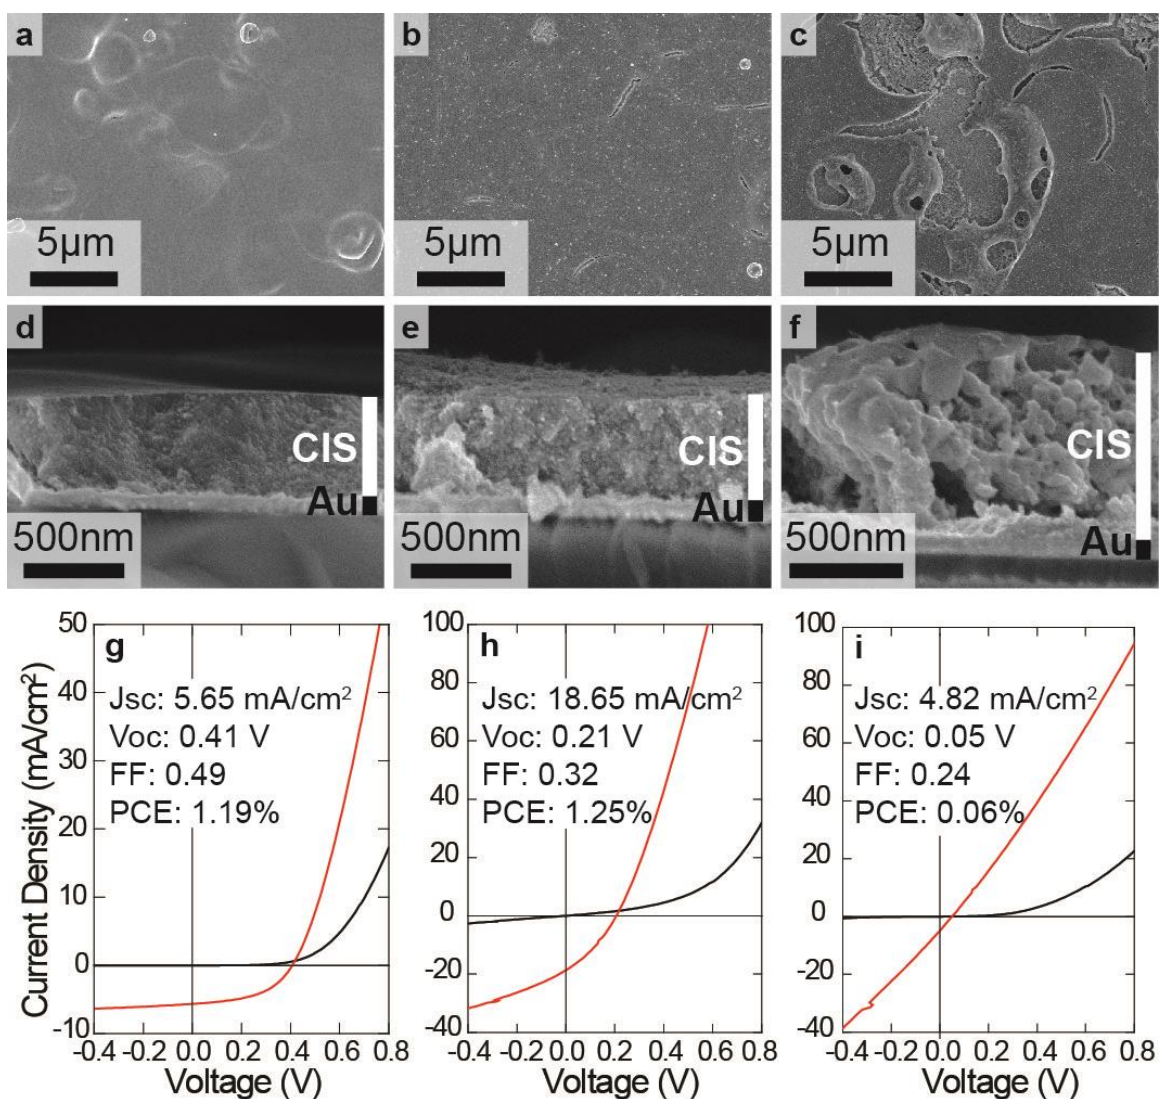 a
b
c
5µm
5µm
5µm
d
e
f
CIS
CIS
CIS
Au
Au
Au
500nm
500nm
500nm
g
Jsc: 5.65 mA/cm²
Voc: 0.41 V
FF: 0.49
PCE: 1.19%
50
40
30
20
10
0
-10
-0.4
0.0
0.2
0.4
0.6
0.8
Voltage (V)
Current Density (mA/cm²)
h
Jsc: 18.65 mA/cm²
Voc: 0.21 V
FF: 0.32
PCE: 1.25%
100
80
60
40
20
0
-20
-40
-0.4
-0.2
0.0
0.2
0.4
0.6
0.8
Voltage (V)
i
Jsc: 4.82 mA/cm²
Voc: 0.05 V
FF: 0.24
PCE: 0.06%
100
80
60
40
20
0
-20
-40
-0.4
-0.2
0.0
0.2
0.4
0.6
0.8
Voltage (V)